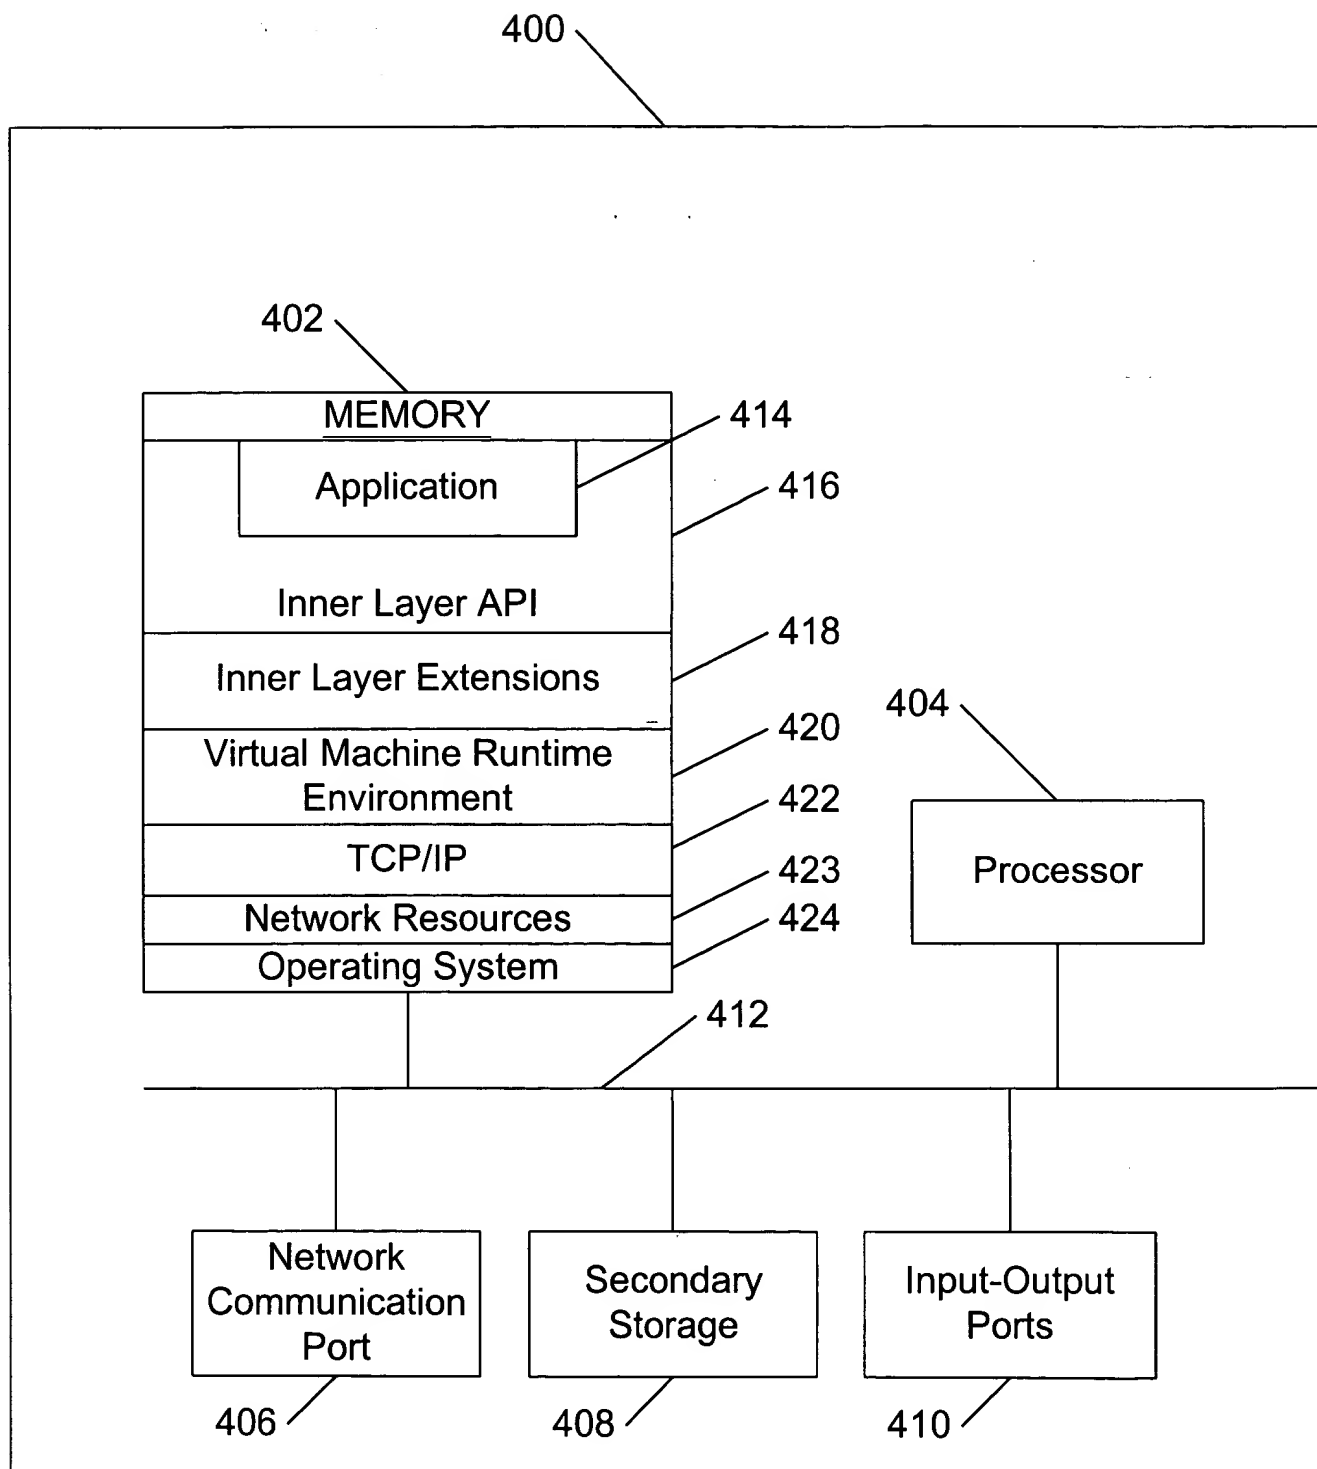 400
402
MEMORY
414
Application
416
Inner Layer API
418
Inner Layer Extensions
404
420
Virtual Machine Runtime
Environment
422
TCP/IP
Processor
423
Network Resources
424
Operating System
412
Network
Communication
Port
Secondary
Storage
Input-Output
Ports
406
408
410